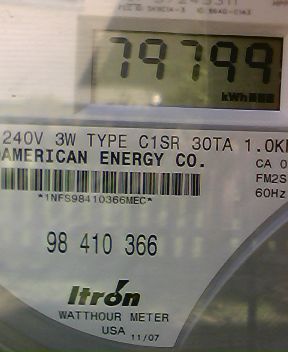 79799
kWh
240V 3W TYPE C1SR 30TA 1.0K
AMERICAN ENERGY CO.
CA 0
FM2S
60Hz
*1NFS98410366MEC*
98 410 366
Itron
WATTHOUR METER
USA 11/07